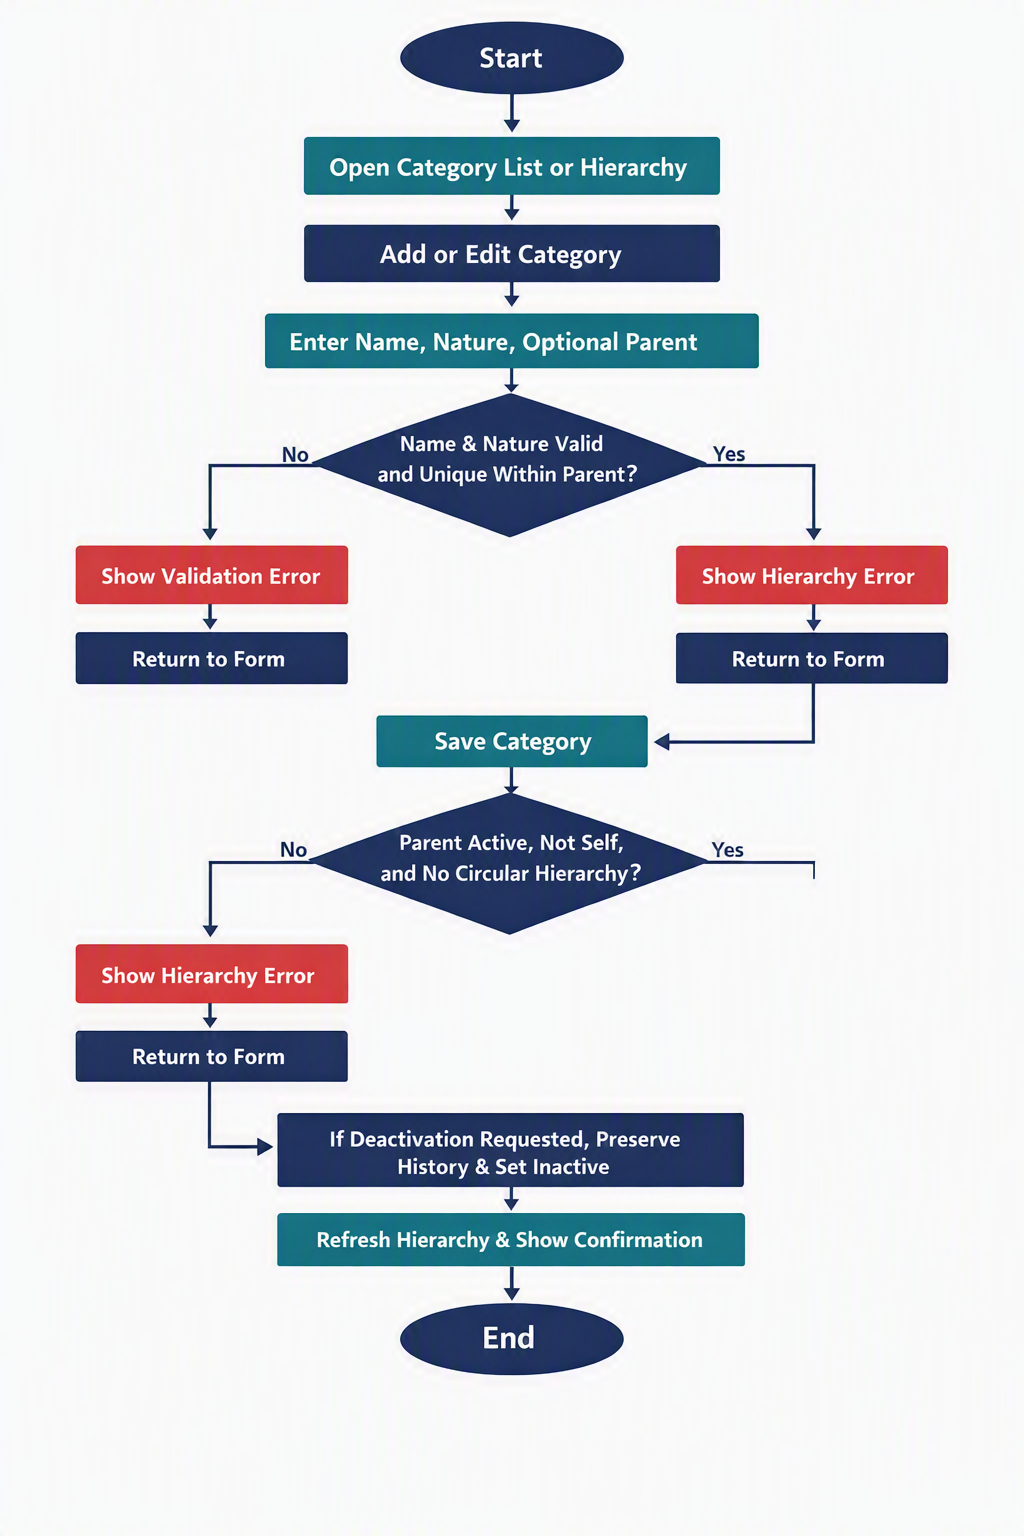 Start
Open Category List or Hierarchy
Add or Edit Category
Enter Name, Nature, Optional Parent
Name & Nature Valid
and Unique Within Parent?
No
Yes
Show Validation Error
Show Hierarchy Error
Return to Form
Return to Form
Save Category
Parent Active, Not Self,
and No Circular Hierarchy?
No
Yes
Show Hierarchy Error
Return to Form
If Deactivation Requested, Preserve
History & Set Inactive
Refresh Hierarchy & Show Confirmation
End